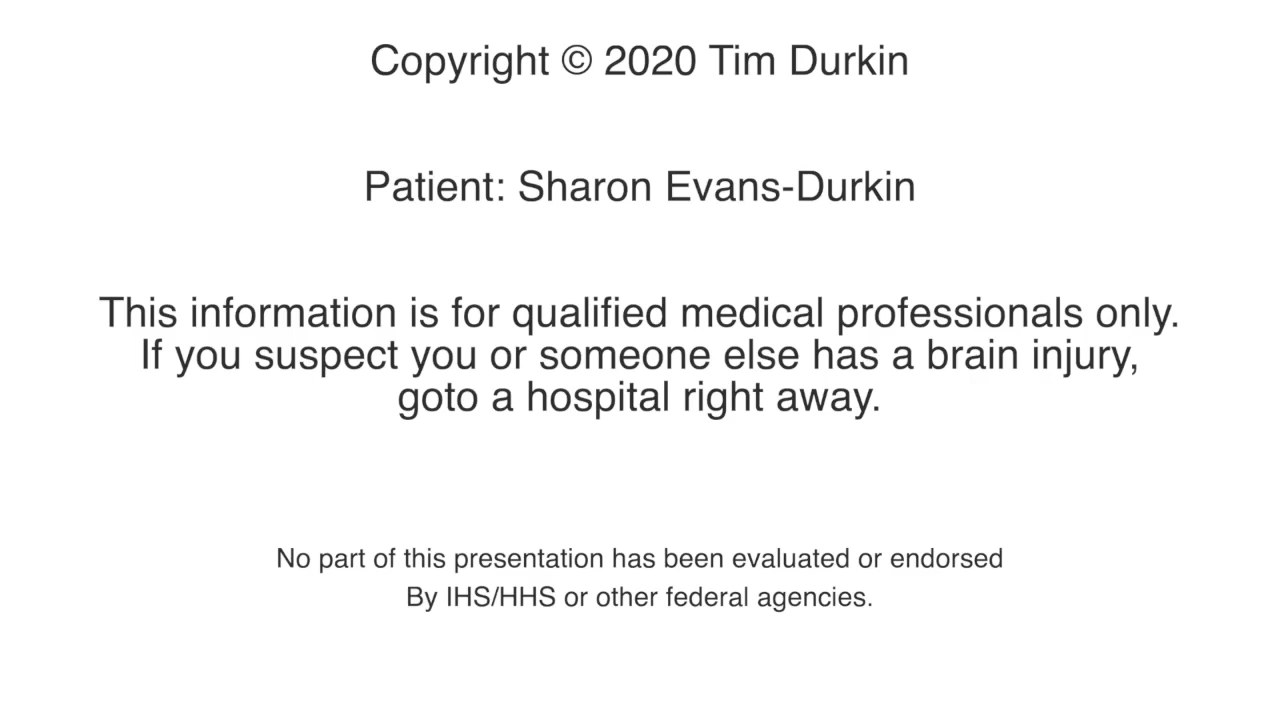 Copyright © 2020 Tim Durkin
Patient: Sharon Evans-Durkin
This information is for qualified medical professionals only.
If you suspect you or someone else has a brain injury,
goto a hospital right away.
No part of this presentation has been evaluated or endorsed
By IHS/HHS or other federal agencies.